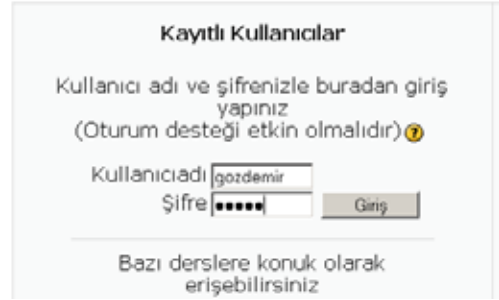 Kayıtlı Kullanıcılar
Kullanıcı adı ve şifrenizle buradan giriş
yapınız
(Oturum desteği etkin olmalıdır) ?
Kullanıcıadı gozdemir
Şifre ●●●●● Giriş
Bazı derslere konuk olarak
erişebilirsiniz